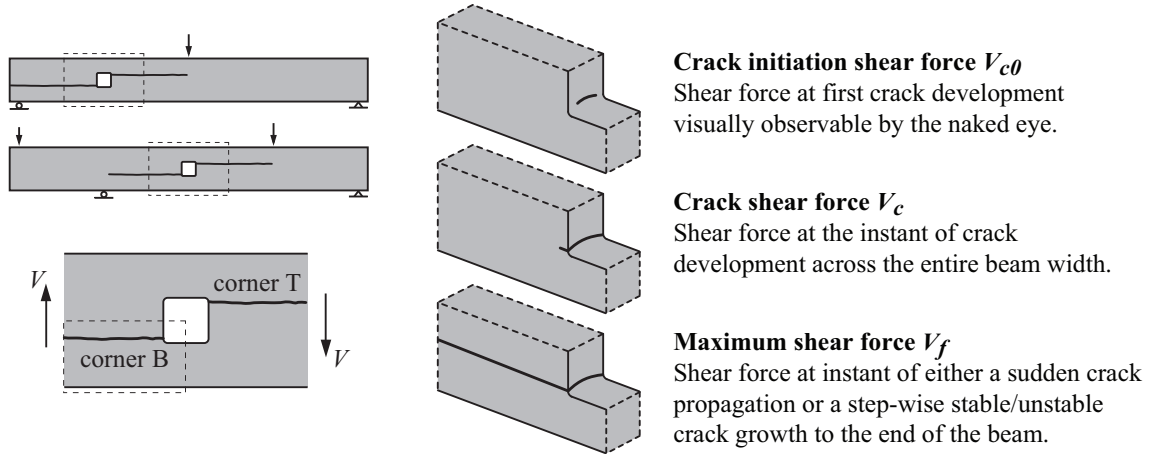 V
corner T
corner B
V
Crack initiation shear force Vc0
Shear force at first crack development
visually observable by the naked eye.
Crack shear force Vc
Shear force at the instant of crack
development across the entire beam width.
Maximum shear force Vf
Shear force at instant of either a sudden crack
propagation or a step-wise stable/unstable
crack growth to the end of the beam.